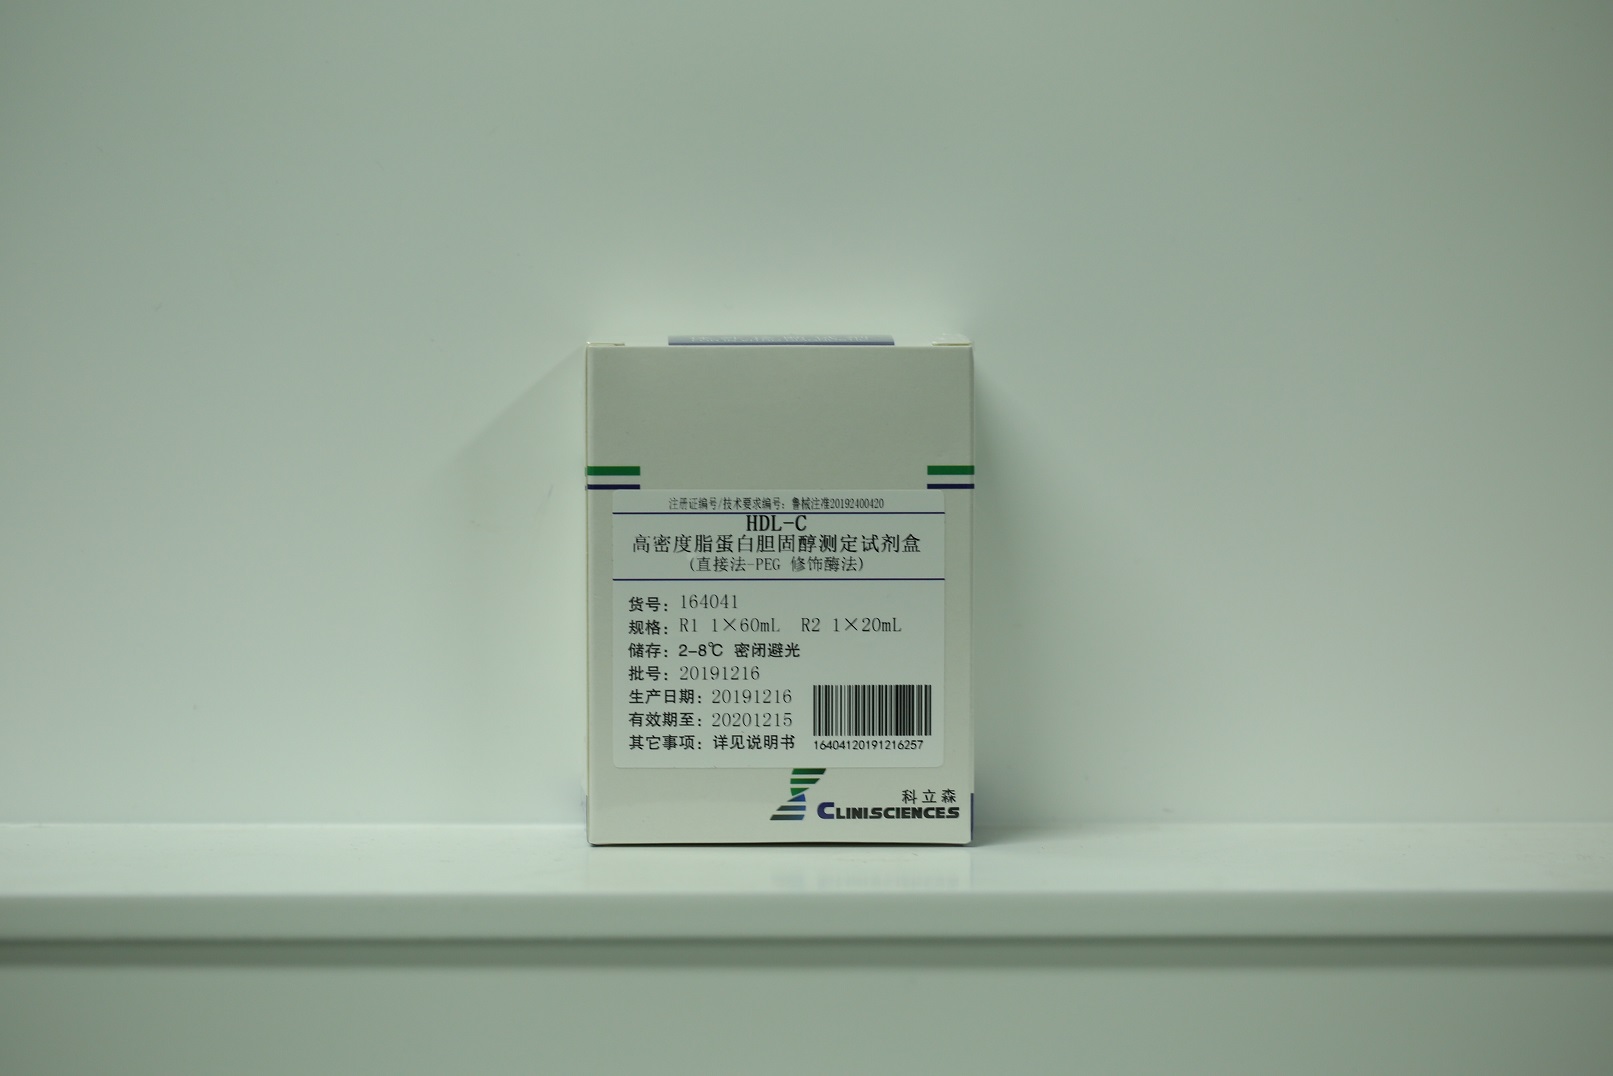 注册证编号/技术要求编号：鲁械注准20192400420
HDL-C
高密度脂蛋白胆固醇测定试剂盒
(直接法-PEG 修饰酶法)
货号：164041
规格：R1 1×60mL R2 1×20mL
储存：2-8℃ 密闭避光
批号：20191216
生产日期：20191216
有效期至：20201215
其它事项：详见说明书
16404120191216257
科立森
CLINISCIENCES